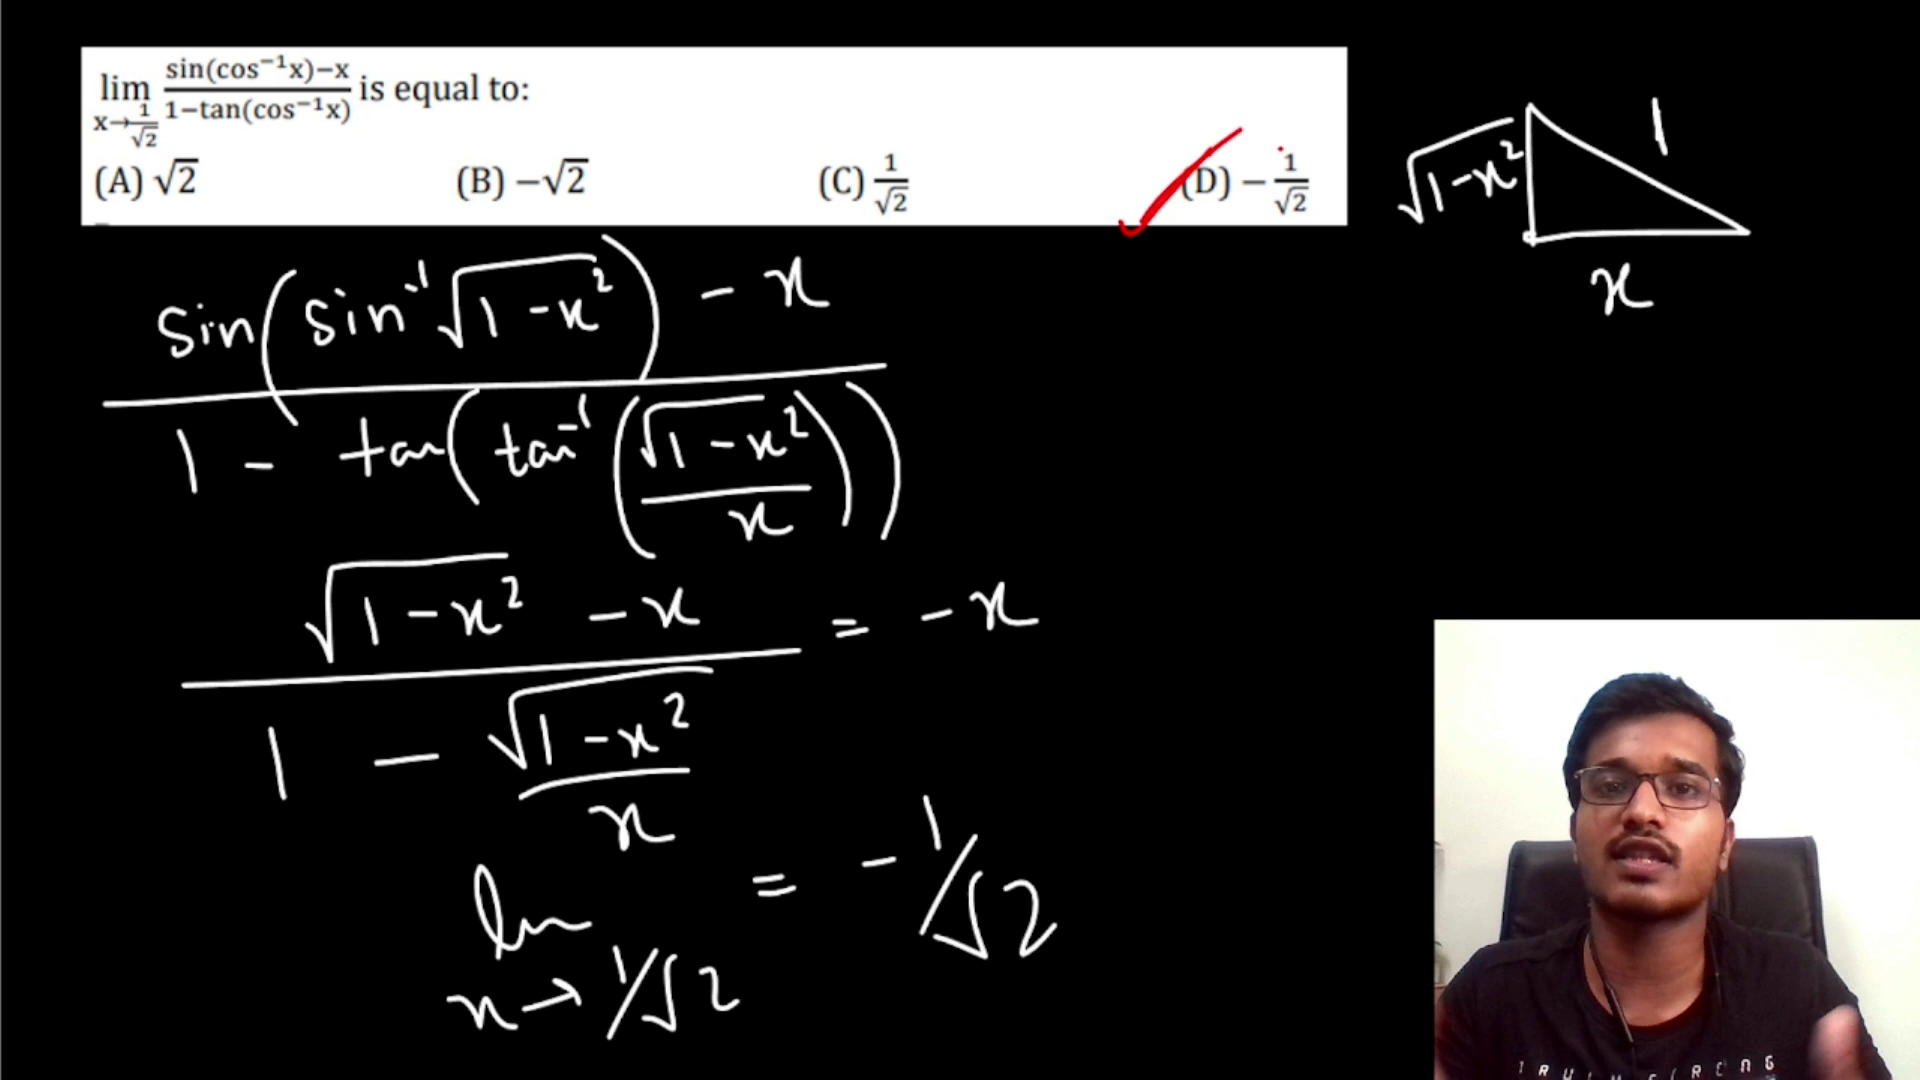 lim x→1/√2 sin(cos⁻¹x)−x / 1−tan(cos⁻¹x) is equal to:
(A) √2 (B) −√2 (C) 1/√2 (D) −1/√2
√1−x² 1
x
sin(sin⁻¹√1−x²) − x
1 − tan(tan⁻¹(√1−x²/x))
√1−x² − x = −x
1 − √1−x²/x
lim = −1/√2
x→1/√2